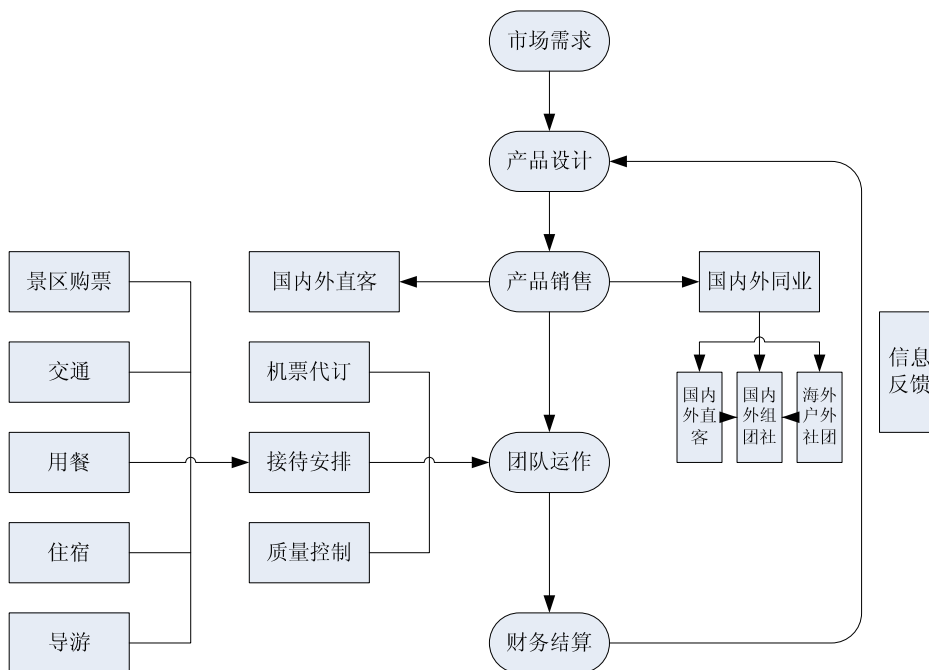 市场需求
产品设计
景区购票
国内外直客
产品销售
国内外同业
交通
机票代订
信息
反馈
国内
外直
客
国内
外组
团社
海外
户外
社团
用餐
接待安排
团队运作
住宿
质量控制
导游
财务结算